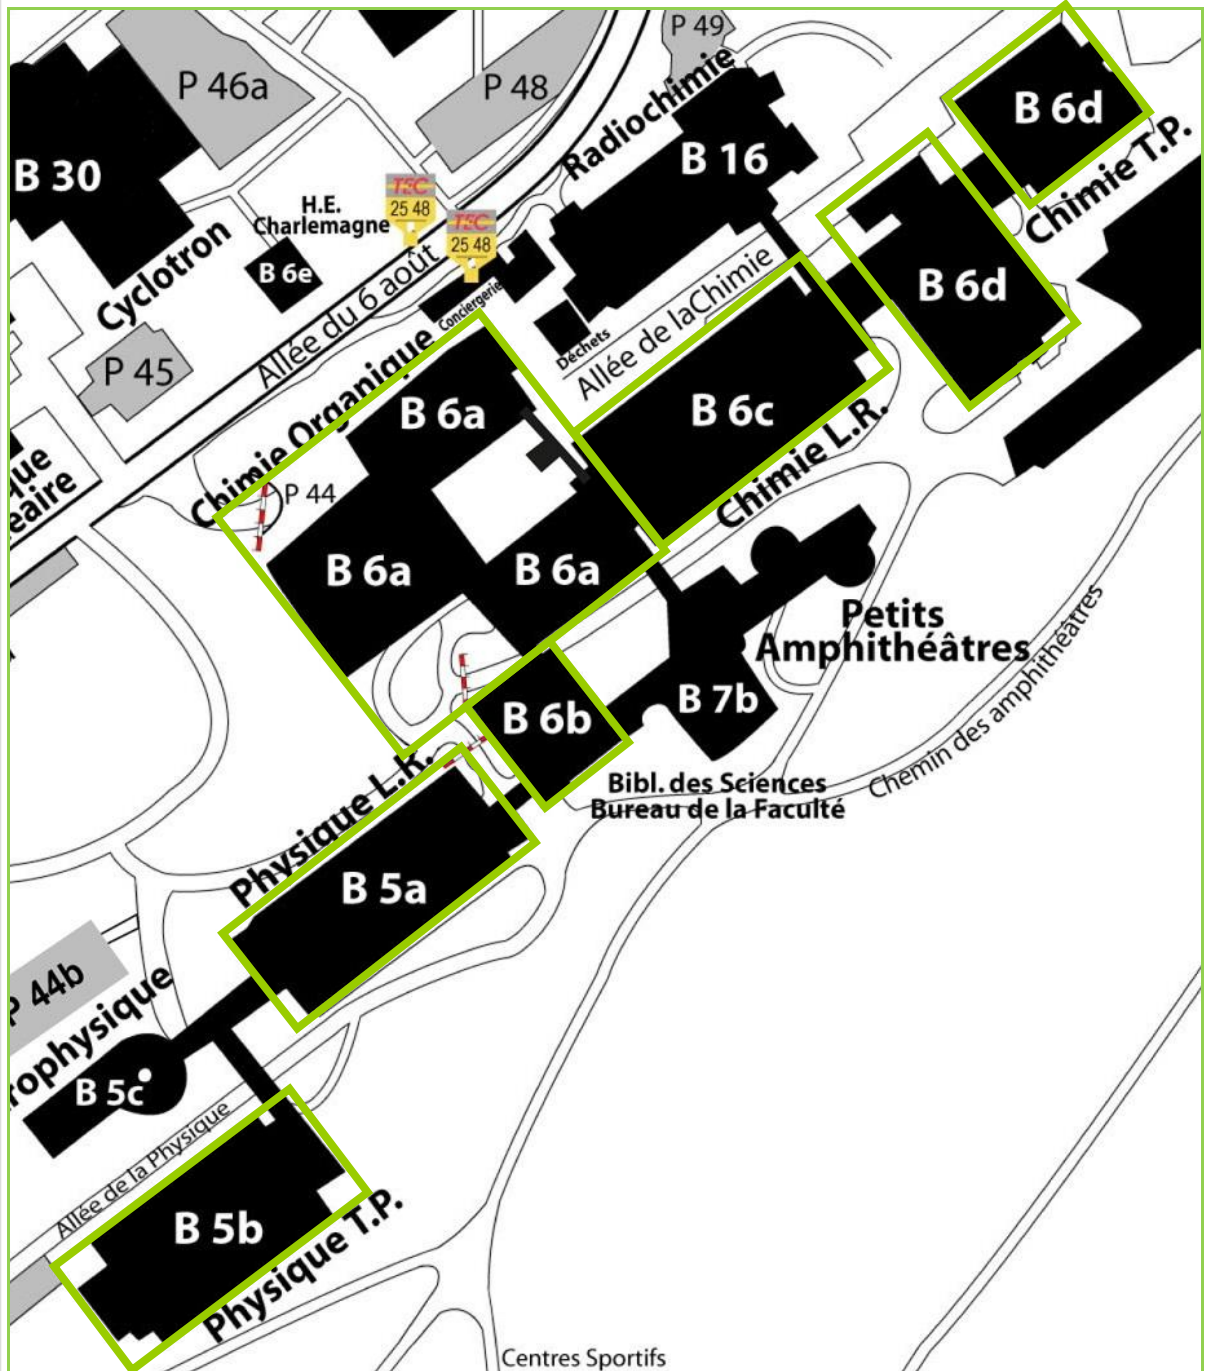 P 49
P 46a
P 48
B 6d
Radiochimie
B 16
B 30
Chimie T.P.
TEC
25 48
H.E.
Charlemagne
TEC
25 48
Cyclotron
B 6e
Allée du 6 août
Conciergerie
Allée de laChimie
B 6d
Déchets
P 45
Chimie Organique
B 6a
B 6c
Chimie L.R.
que
éaire
P 44
B 6a
B 6a
Petits
Amphithéâtres
B 7b
B 6b
Chemin des amphithéâtres
Bibl. des Sciences
Bureau de la Faculté
Physique L.R.
B 5a
P 44b
rophysique
B 5c
Allée de la Physique
B 5b
Physique T.P.
Centres Sportifs